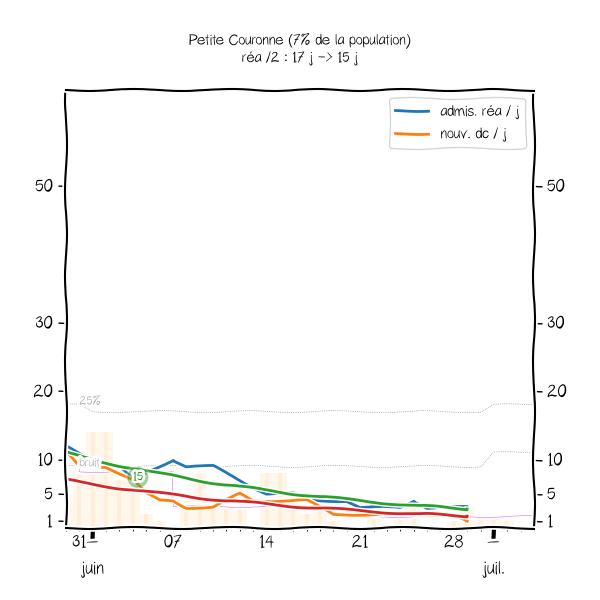 Petite Couronne (7% de la population)
réa /2 : 17 j -> 15 j
admis. réa / j
nouv. dc / j
50
50
30
30
20
20
25%
10
bruit
15
10
5
5
1
1
31
07
14
21
28
juin
juil.